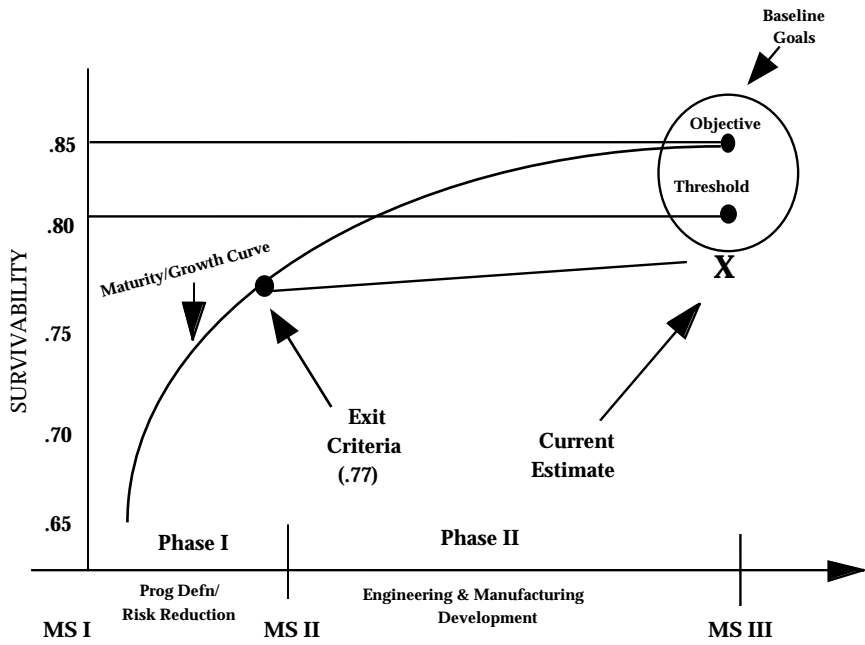 Baseline
Goals
Objective
.85
Threshold
.80
Maturity/Growth Curve
X
SURVIVABILITY
.75
Exit
Criteria
(.77)
Current
Estimate
.70
.65
Phase I
Phase II
Prog Defn/
Risk Reduction
Engineering & Manufacturing
Development
MS I
MS II
MS III